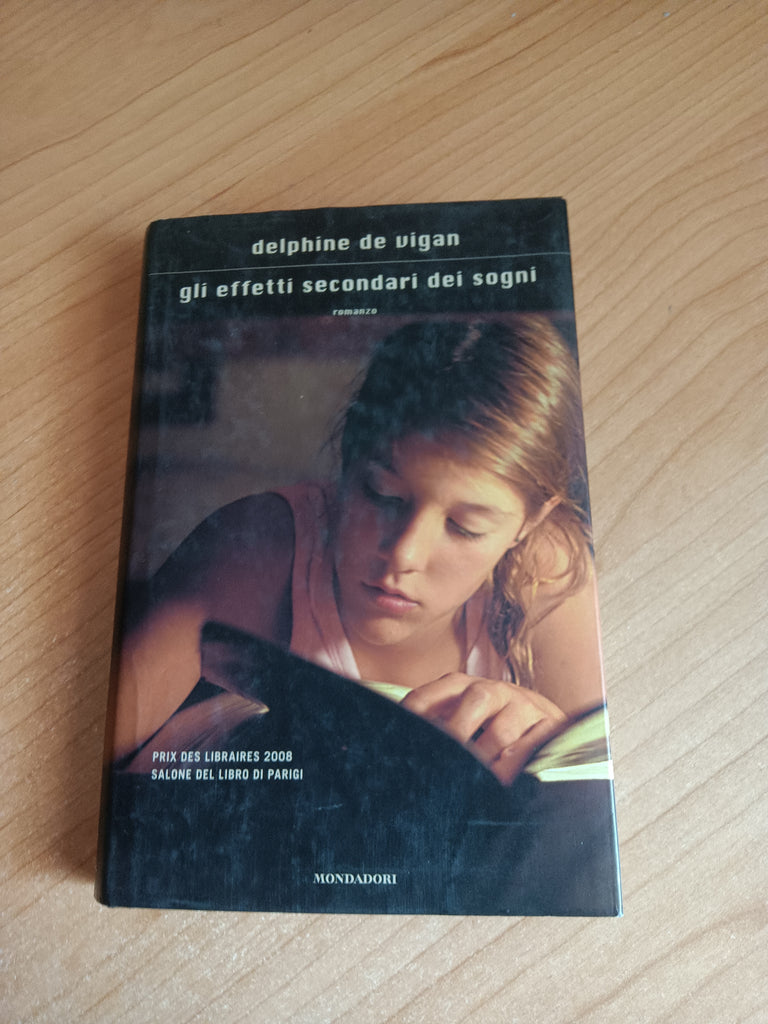 delphine de vigan
gli effetti secondari dei sogni
romanzo
PRIX DES LIBRAIRES 2008
SALONE DEL LIBRO DI PARIGI
MONDADORI